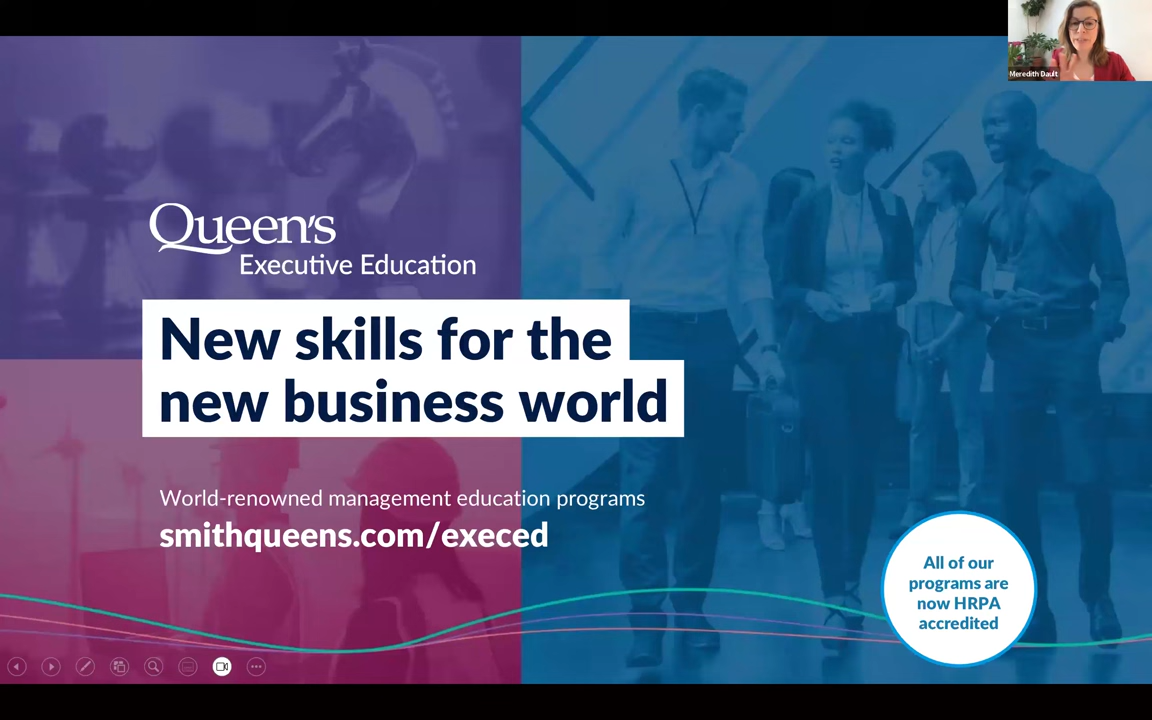 Meredith Dault
Queen's
Executive Education
New skills for the
new business world
World-renowned management education programs
smithqueens.com/execed
All of our
programs are
now HRPA
accredited